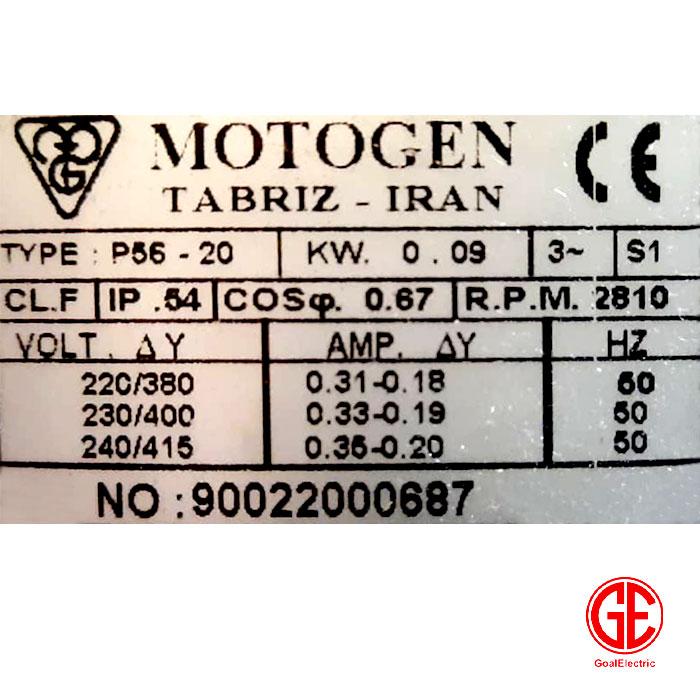 MOTOGEN CE
TABRIZ - IRAN
TYPE : P56 - 20 KW. 0.09 3~ S1
CL.F IP .54 COSφ. 0.67 R.P.M. 2810
VOLT. ΔY AMP. ΔY HZ
220/380 0.31-0.18 50
230/400 0.33-0.19 50
240/415 0.35-0.20 50
NO : 90022000687
GE
GoalElectric